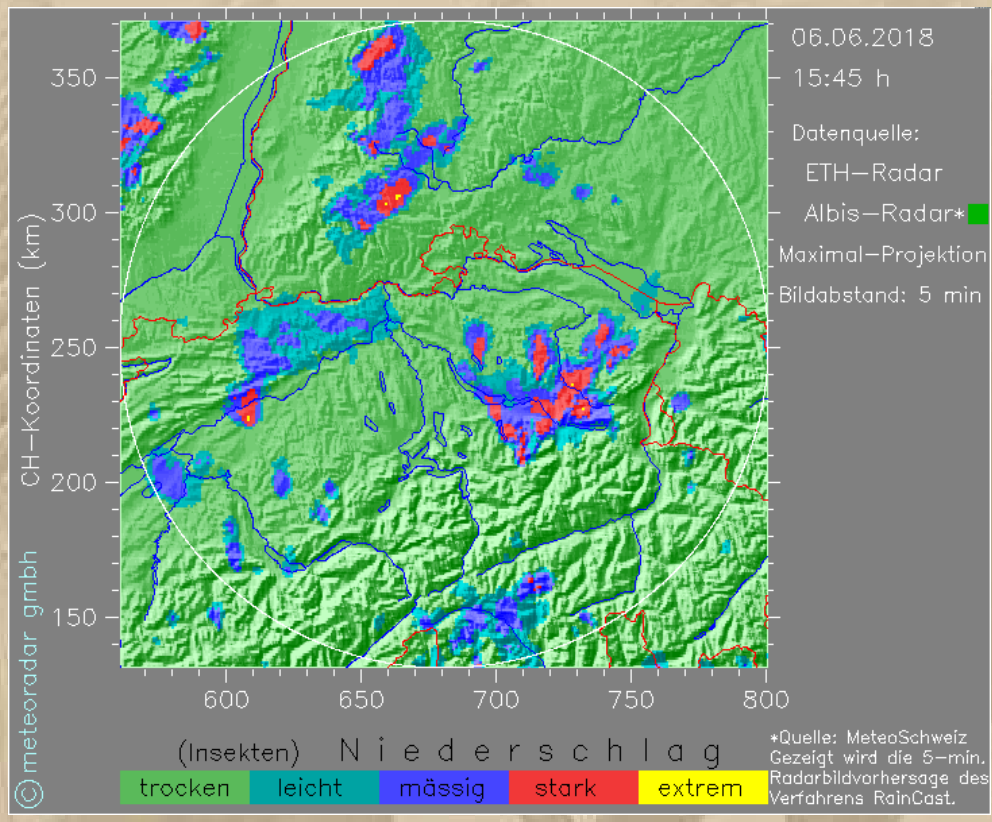 06.06.2018
15:45 h
Datenquelle:
ETH-Radar
Albis-Radar*
Maximal-Projektion
Bildabstand: 5 min
CH-Koordinaten (km)
350
300
250
200
150
600 650 700 750 800
© meteoradar gmbh
(Insekten) Niederschlag
trocken leicht mässig stark extrem
*Quelle: MeteoSchweiz
Gezeigt wird die 5-min.
Radarbildvorhersage des
Verfahrens RainCast.